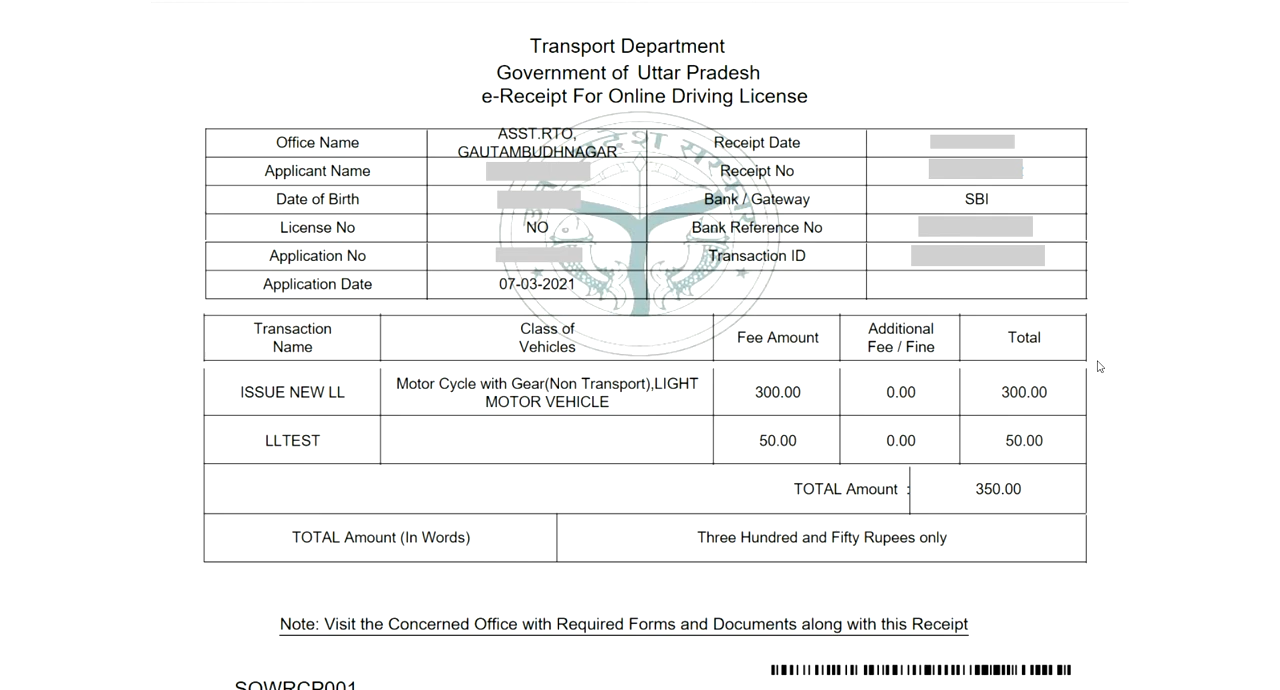 Transport Department
Government of Uttar Pradesh
e-Receipt For Online Driving License
Office Name
ASST.RTO,
GAUTAMBUDHNAGAR
Receipt Date
Applicant Name
Receipt No
Date of Birth
Bank / Gateway
SBI
License No
NO
Bank Reference No
Application No
Transaction ID
Application Date
07-03-2021
Transaction
Name
Class of
Vehicles
Fee Amount
Additional
Fee / Fine
Total
ISSUE NEW LL
Motor Cycle with Gear(Non Transport),LIGHT
MOTOR VEHICLE
300.00
0.00
300.00
LLTEST
50.00
0.00
50.00
TOTAL Amount :
350.00
TOTAL Amount (In Words)
Three Hundred and Fifty Rupees only
Note: Visit the Concerned Office with Required Forms and Documents along with this Receipt
SOWRCP001